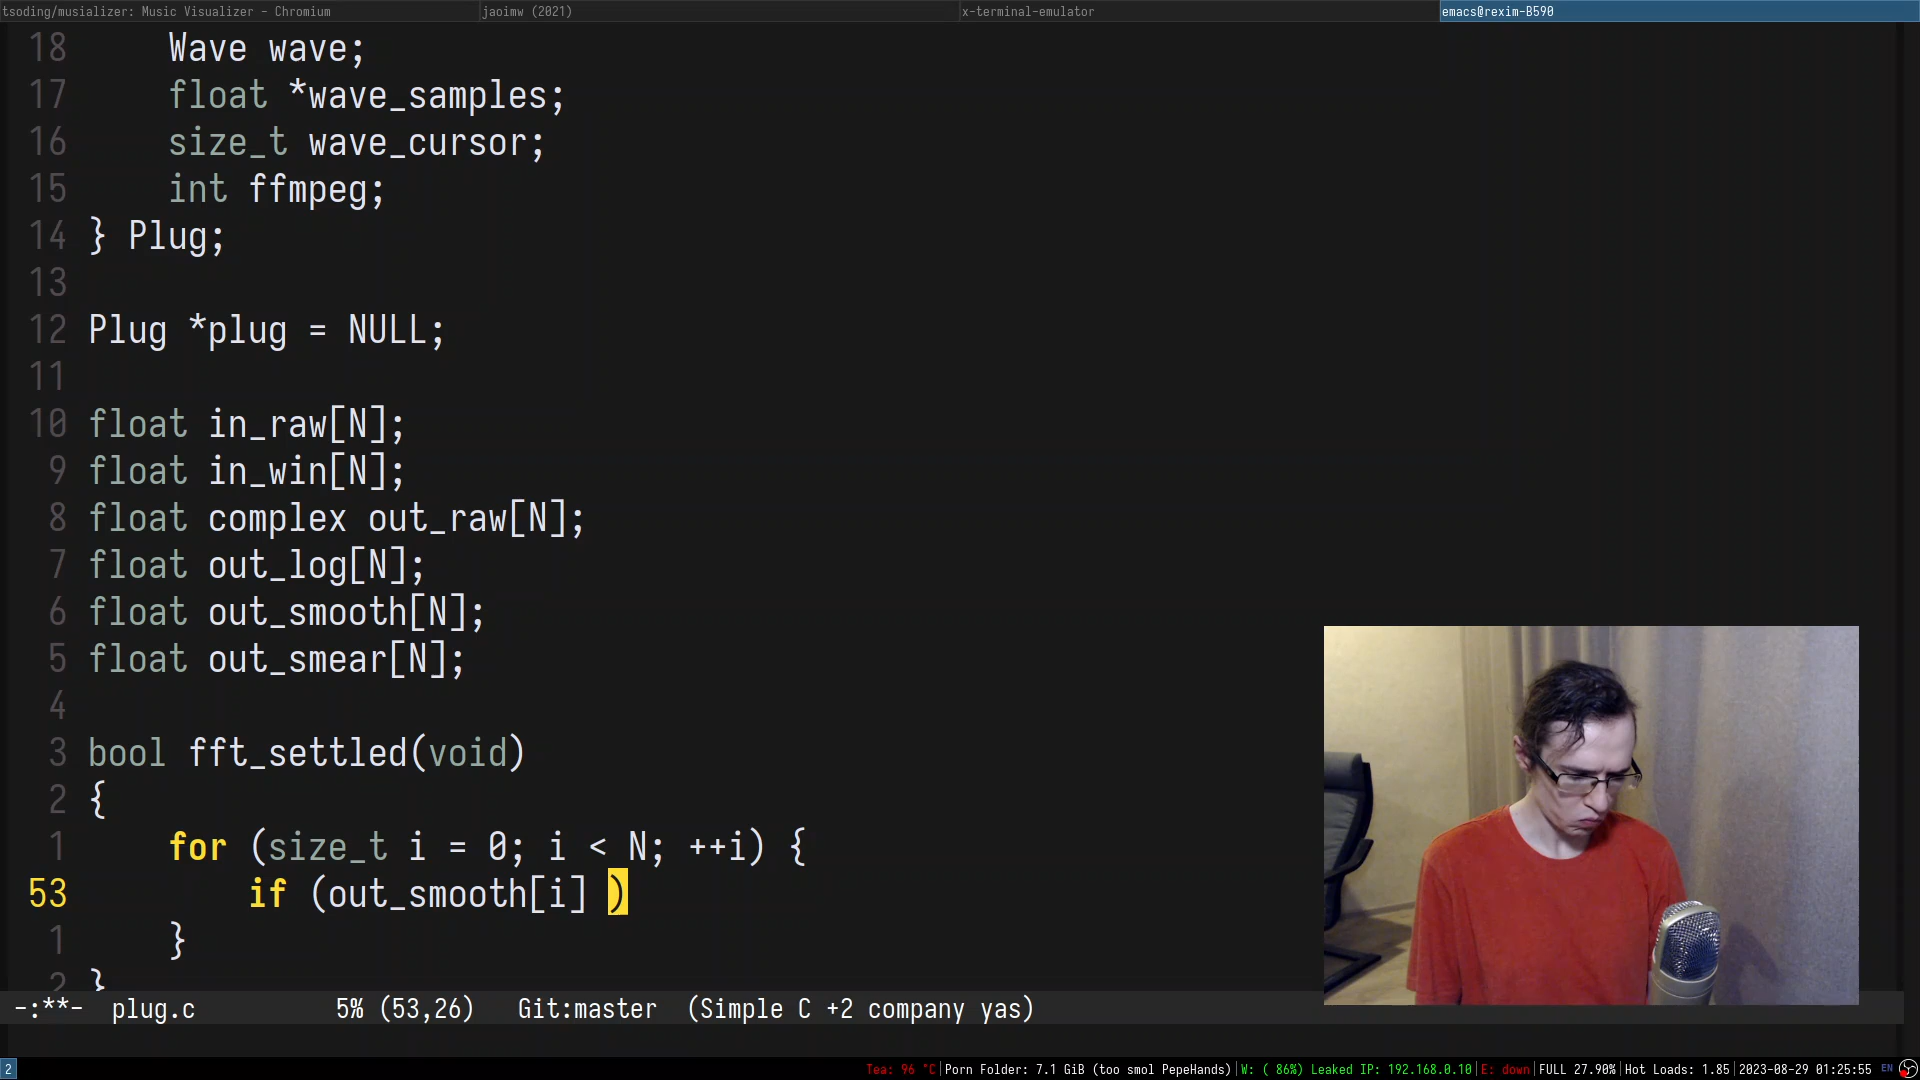 tsoding/musializer: Music Visualizer - Chromium
jaoimw (2021)
x-terminal-emulator
emacs@rexim-B590
18 Wave wave;
17 float *wave_samples;
16 size_t wave_cursor;
15 int ffmpeg;
14 } Plug;
13
12 Plug *plug = NULL;
11
10 float in_raw[N];
9 float in_win[N];
8 float complex out_raw[N];
7 float out_log[N];
6 float out_smooth[N];
5 float out_smear[N];
4
3 bool fft_settled(void)
2 {
1 for (size_t i = 0; i < N; ++i) {
53 if (out_smooth[i] )
1 }
2 }
-:**- plug.c 5% (53,26) Git:master (Simple C +2 company yas)
2 Tea: 96 °C|Porn Folder: 7.1 GiB (too smol PepeHands)|W: ( 86%) Leaked IP: 192.168.0.10|E: down|FULL 27.90%|Hot Loads: 1.85|2023-08-29 01:25:55 EN